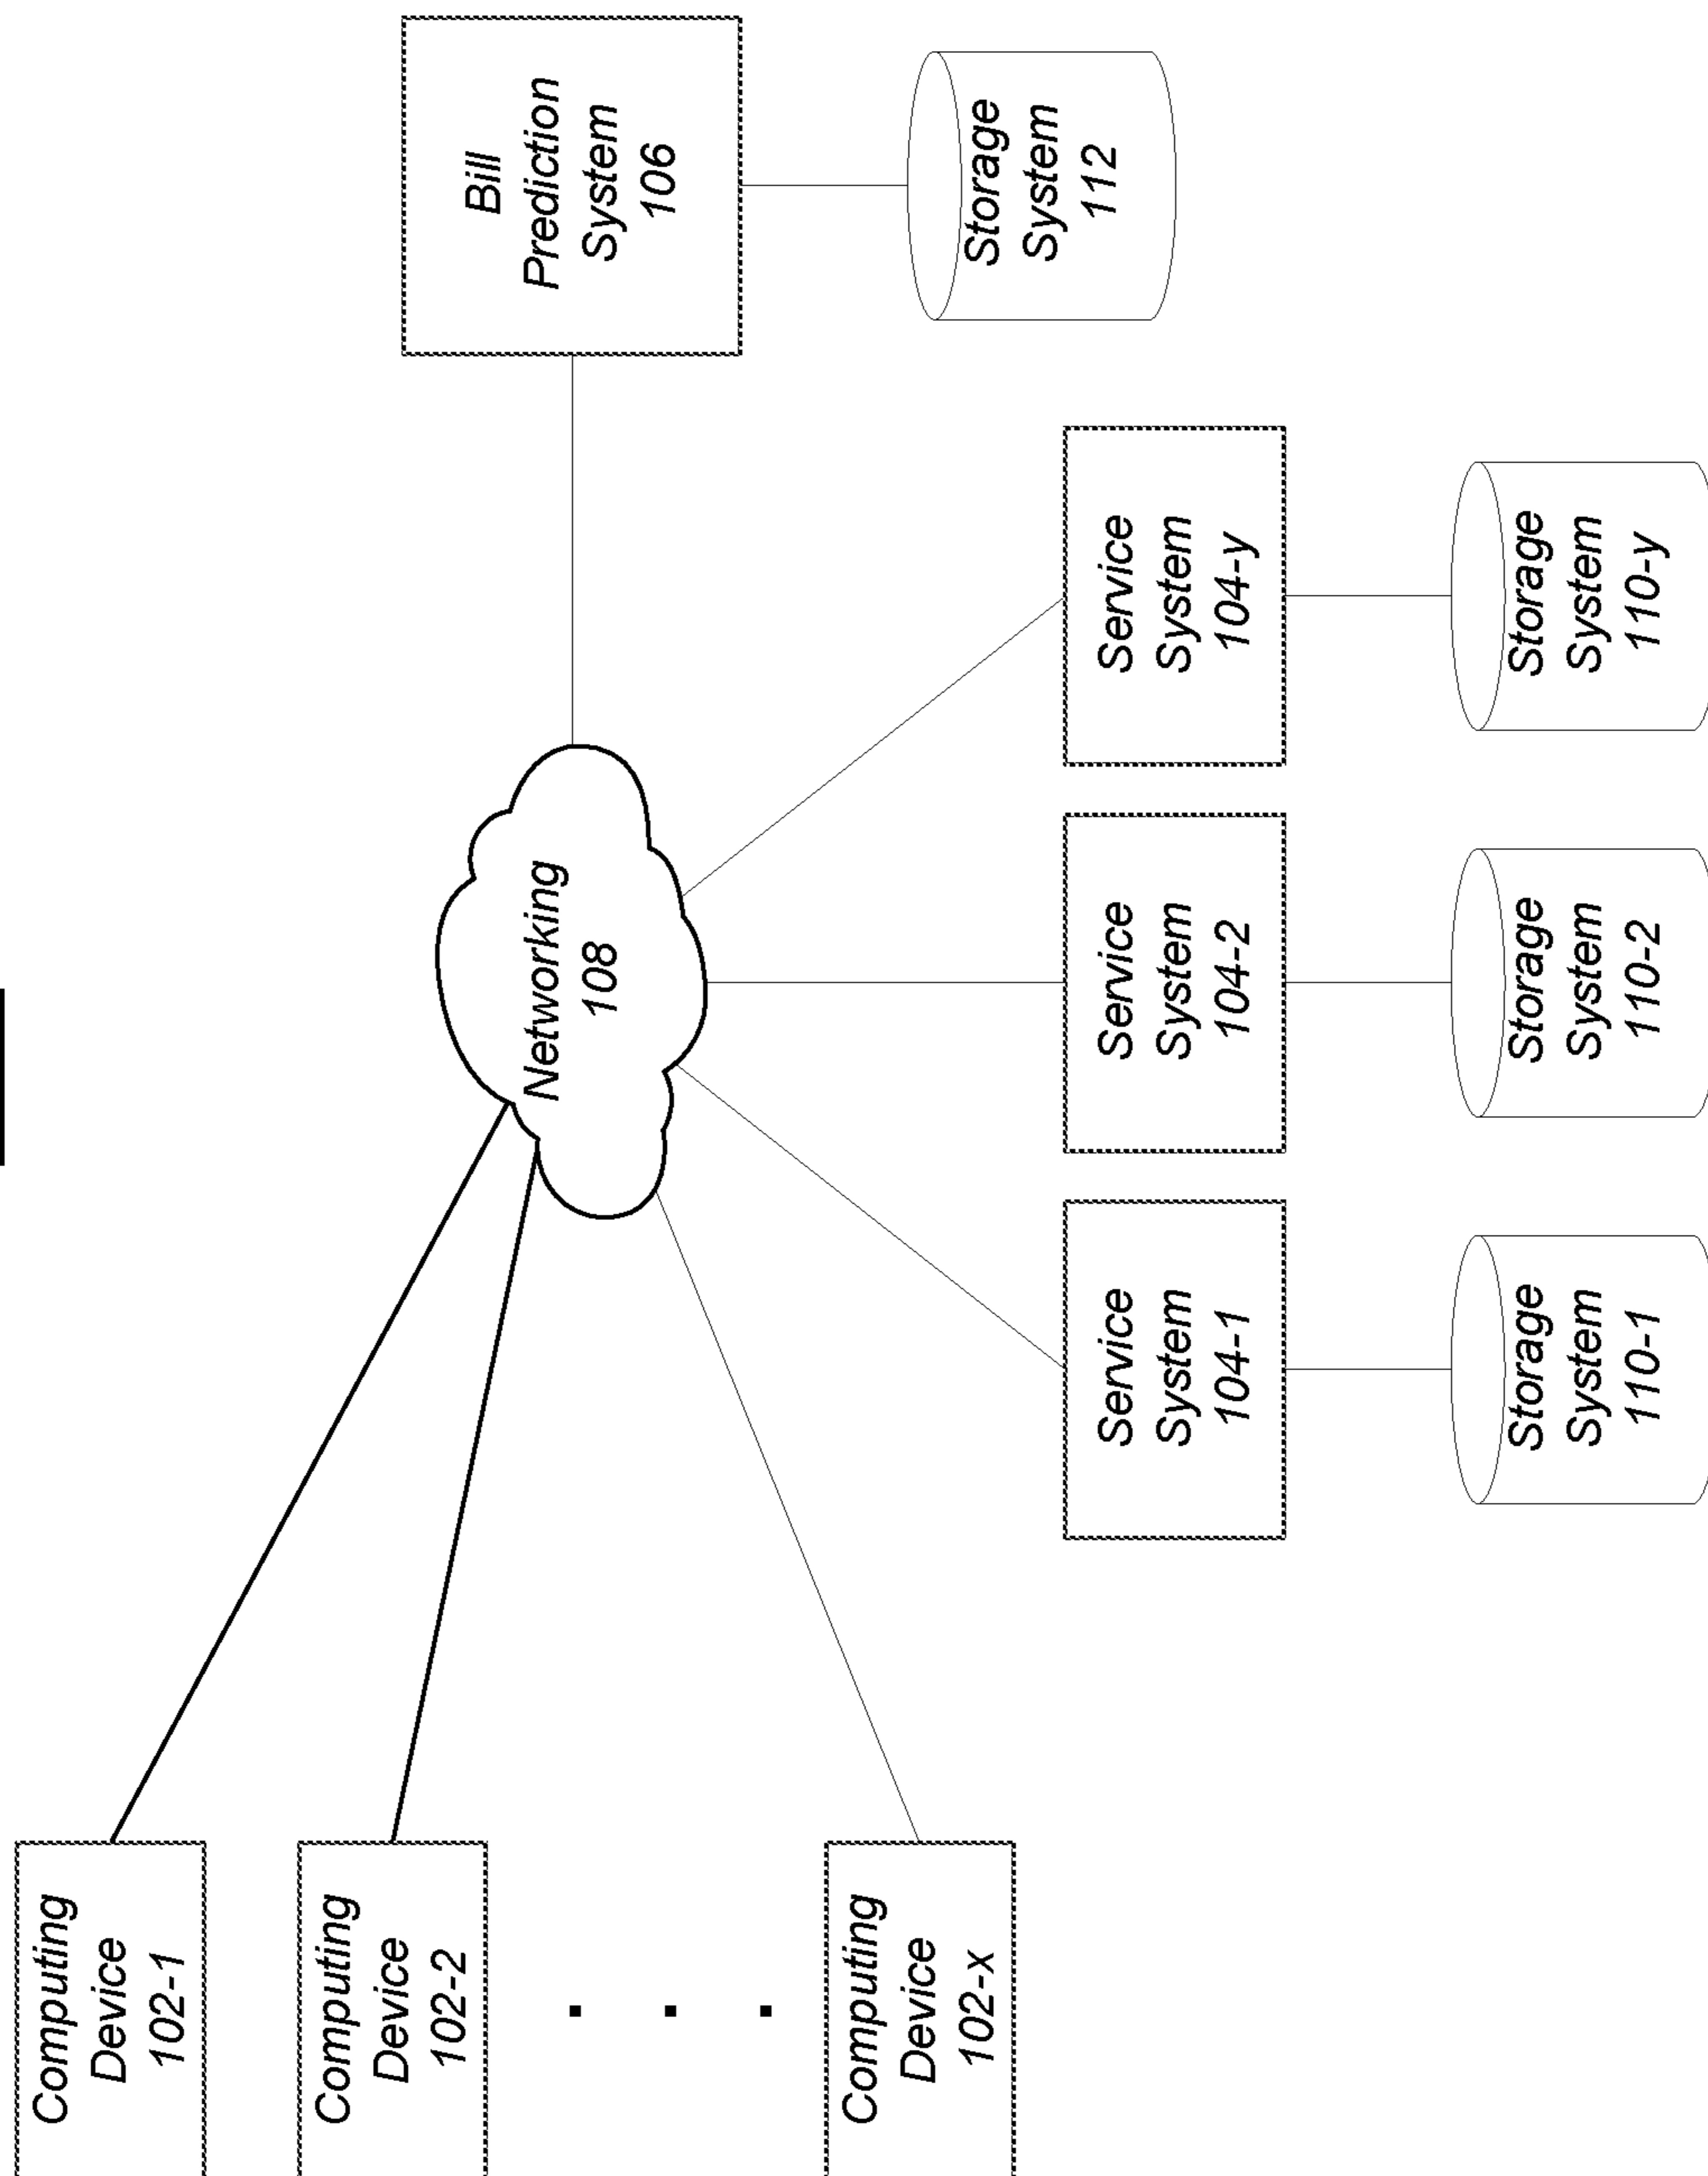 Computing
Device
102-1
Computing
Device
102-2
. . .
Computing
Device
102-x
Networking
108
Bill
Prediction
System
106
Storage
System
112
Service
System
104-1
Service
System
104-2
Service
System
104-y
Storage
System
110-1
Storage
System
110-2
Storage
System
110-y